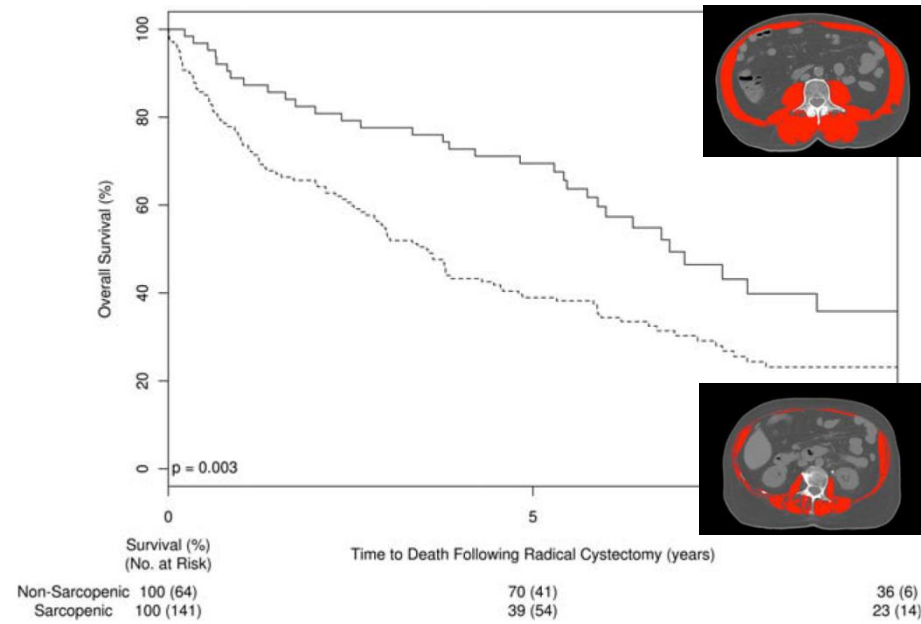 100
80
60
40
20
0
Overall Survival (%)
p = 0.003
0
5
Time to Death Following Radical Cystectomy (years)
Survival (%)
(No. at Risk)
Non-Sarcopenic 100 (64) 70 (41) 36 (6)
Sarcopenic 100 (141) 39 (54) 23 (14)